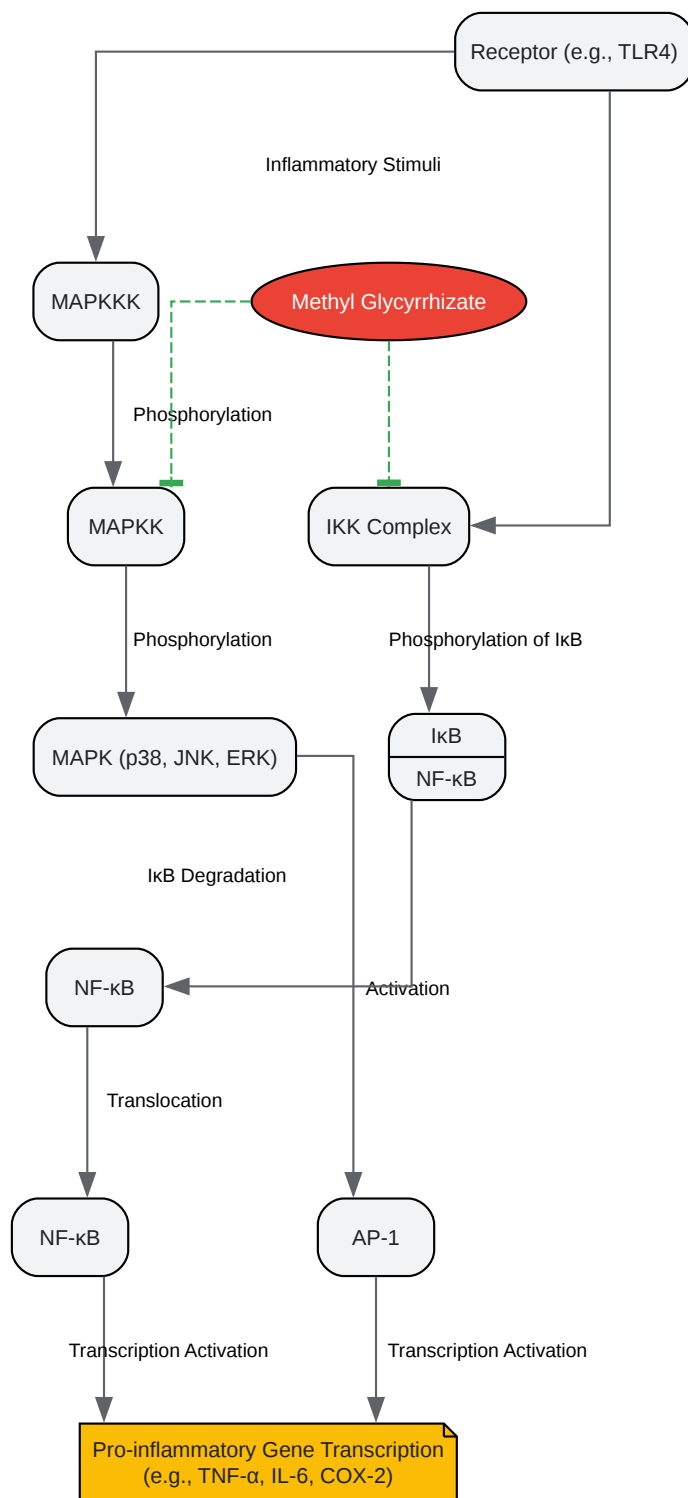 Receptor (e.g., TLR4)
Inflammatory Stimuli
MAPKKK
Methyl Glycyrrhizate
Phosphorylation
MAPKK
IKK Complex
Phosphorylation
Phosphorylation of IκB
MAPK (p38, JNK, ERK)
IκB
NF-κB
IκB Degradation
NF-κB
Activation
Translocation
NF-κB
AP-1
Transcription Activation
Transcription Activation
Pro-inflammatory Gene Transcription
(e.g., TNF-α, IL-6, COX-2)